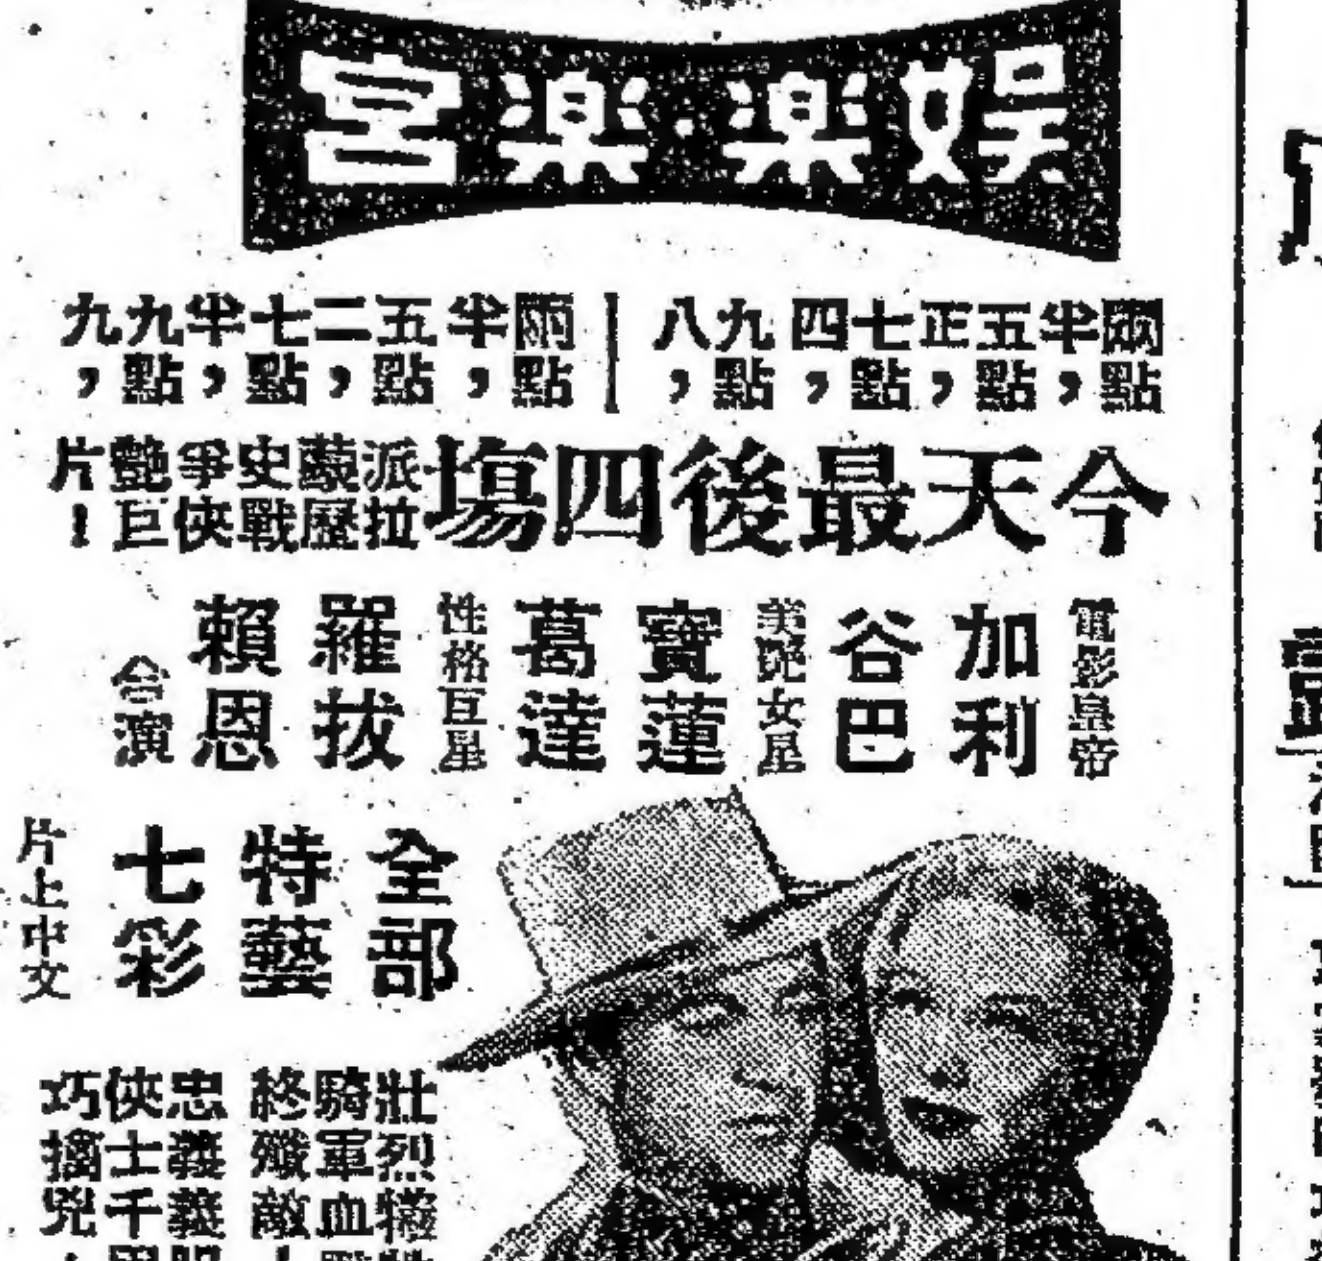 娛楽·楽宮
兩點半，五點正，七點四，九點八，
兩點半，五點二，七點半，九點九，
今天最後四場
派拉蒙歷史戰爭俠艷巨片！
電影皇帝
加利谷巴
美艷女星
寶蓮葛達
性格巨星
羅拔賴恩
合演
全部特藝七彩
片上中文
壯烈犧牲
騎軍血戰
終殲敵
忠義義
俠士千
巧擒兇